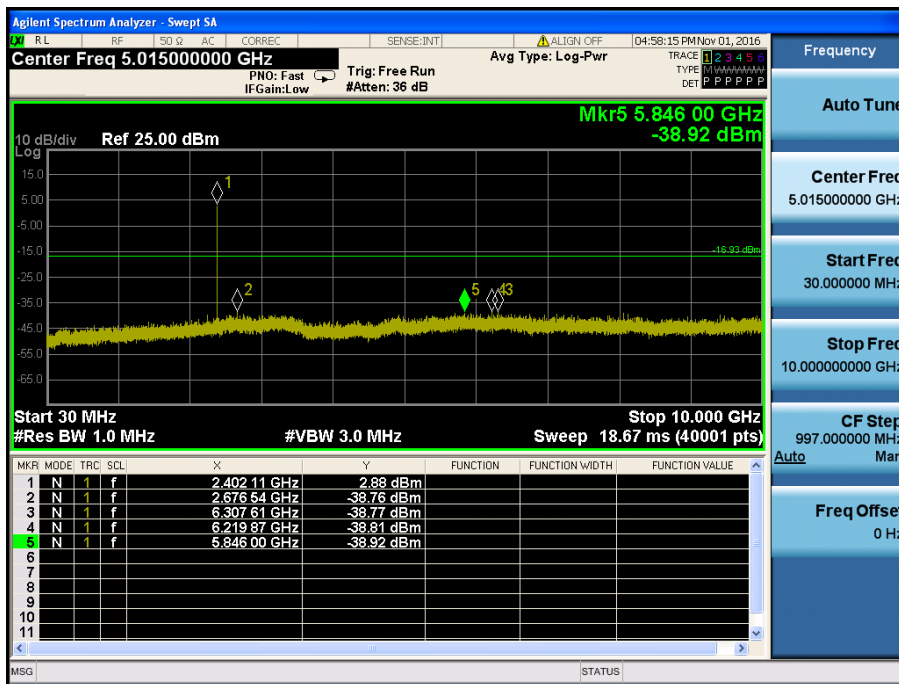 Agilent Spectrum Analyzer - Swept SA
LXI RL RF 50 Ω AC CORREC SENSE:INT ALIGN OFF 04:58:15 PM Nov 01, 2016
Center Freq 5.015000000 GHz Avg Type: Log-Pwr TRACE 1 2 3 4 5 6
PNO: Fast Trig: Free Run TYPE M W W W W W
IFGain:Low #Atten: 36 dB DET P P P P P P
Mkr5 5.846 00 GHz
-38.92 dBm
10 dB/div Ref 25.00 dBm
Log
15.0
5.00
-5.00
-15.0
-25.0
-35.0
-45.0
-55.0
-65.0
1
2
5
4
3
-16.93 dBm
Start 30 MHz Stop 10.000 GHz
#Res BW 1.0 MHz #VBW 3.0 MHz Sweep 18.67 ms (40001 pts)
MKR MODE TRC SCL X Y FUNCTION FUNCTION WIDTH FUNCTION VALUE
1 N 1 f 2.402 11 GHz 2.88 dBm
2 N 1 f 2.676 54 GHz -38.76 dBm
3 N 1 f 6.307 61 GHz -38.77 dBm
4 N 1 f 6.219 87 GHz -38.81 dBm
5 N 1 f 5.846 00 GHz -38.92 dBm
6
7
8
9
10
11
MSG STATUS
Frequency
Auto Tune
Center Freq
5.015000000 GHz
Start Freq
30.000000 MHz
Stop Freq
10.000000000 GHz
CF Step
997.000000 MHz
Auto Man
Freq Offset
0 Hz